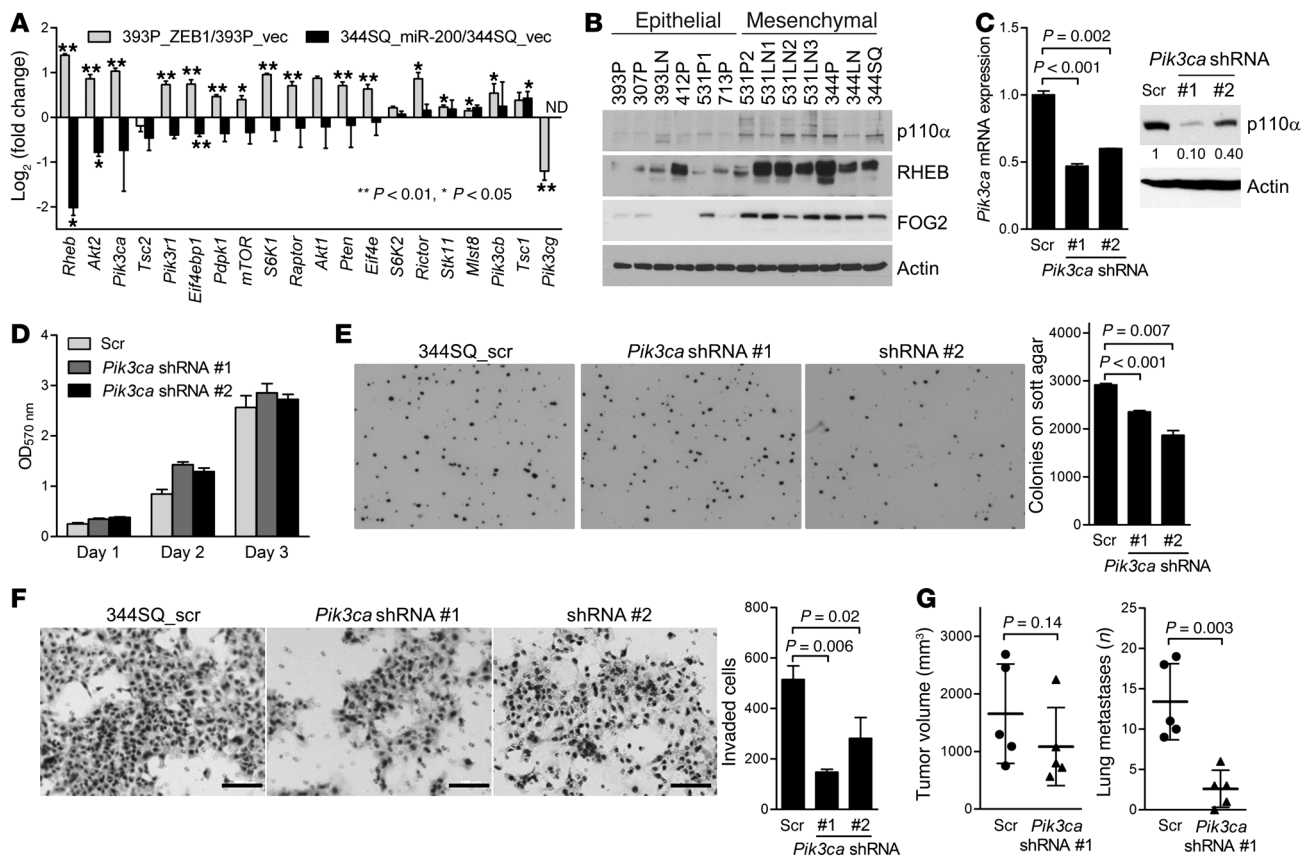 A
393P_ZEB1/393P_vec
344SQ_miR-200/344SQ_vec
Log2 (fold change)
2
1
0
-1
-2
**
*
**
*
**
**
**
**
**
*
**
**
**
**
*
*
*
*
*
ND
**
** P < 0.01, * P < 0.05
Rheb
Akt2
Pik3ca
Tsc2
Pik3r1
Eif4ebp1
Pdpk1
mTOR
S6K1
Raptor
Akt1
Pten
Eif4e
S6K2
Rictor
Stk11
Mlst8
Pik3cb
Tsc1
Pik3cg
B
Epithelial
Mesenchymal
393P
307P
393LN
412P
531P1
713P
531P2
531LN1
531LN2
531LN3
344P
344LN
344SQ
p110α
RHEB
FOG2
Actin
C
Pik3ca mRNA expression
1.5
1.0
0.5
0.0
P = 0.002
P < 0.001
Scr
#1
#2
Pik3ca shRNA
Pik3ca shRNA
Scr
#1
#2
p110α
1
0.10
0.40
Actin
D
OD570 nm
4
3
2
1
0
Scr
Pik3ca shRNA #1
Pik3ca shRNA #2
Day 1
Day 2
Day 3
E
344SQ_scr
Pik3ca shRNA #1
shRNA #2
Colonies on sott agar
4000
3000
2000
1000
0
P = 0.007
P < 0.001
Scr
#1
#2
Pik3ca shRNA
F
344SQ_scr
Pik3ca shRNA #1
shRNA #2
Invaded cells
800
600
400
200
0
P = 0.02
P = 0.006
Scr
#1
#2
Pik3ca shRNA
G
Tumor volume (mm3)
3000
2000
1000
0
P = 0.14
Scr
Pik3ca
shRNA #1
Lung metastases (n)
25
20
15
10
5
0
P = 0.003
Scr
Pik3ca
shRNA #1